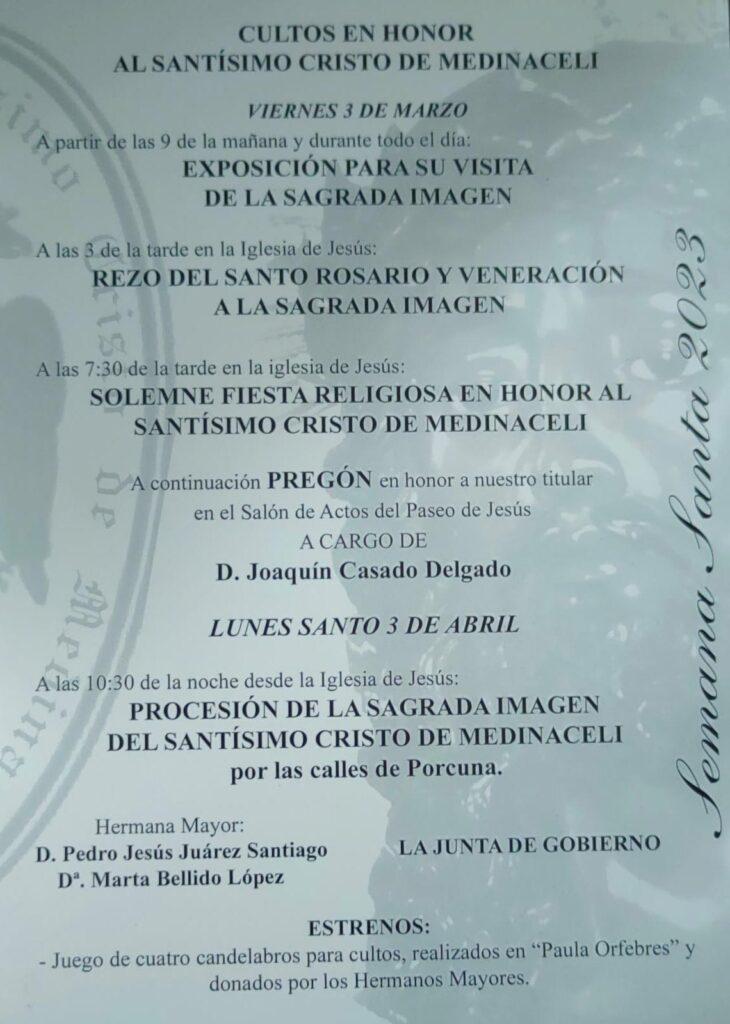 CULTOS EN HONOR
AL SANTÍSIMO CRISTO DE MEDINACELI
VIERNES 3 DE MARZO
A partir de las 9 de la mañana y durante todo el día:
EXPOSICIÓN PARA SU VISITA
DE LA SAGRADA IMAGEN
A las 3 de la tarde en la Iglesia de Jesús:
REZO DEL SANTO ROSARIO Y VENERACIÓN
A LA SAGRADA IMAGEN
A las 7:30 de la tarde en la iglesia de Jesús:
SOLEMNE FIESTA RELIGIOSA EN HONOR AL
SANTÍSIMO CRISTO DE MEDINACELI
A continuación PREGÓN en honor a nuestro titular
en el Salón de Actos del Paseo de Jesús
A CARGO DE
D. Joaquín Casado Delgado
LUNES SANTO 3 DE ABRIL
A las 10:30 de la noche desde la Iglesia de Jesús:
PROCESIÓN DE LA SAGRADA IMAGEN
DEL SANTÍSIMO CRISTO DE MEDINACELI
por las calles de Porcuna.
Hermana Mayor:
D. Pedro Jesús Juárez Santiago
Dª. Marta Bellido López
LA JUNTA DE GOBIERNO
ESTRENOS:
- Juego de cuatro candelabros para cultos, realizados en “Paula Orfebres” y
donados por los Hermanos Mayores.
Semana Santa 2023
Cristo de Medina